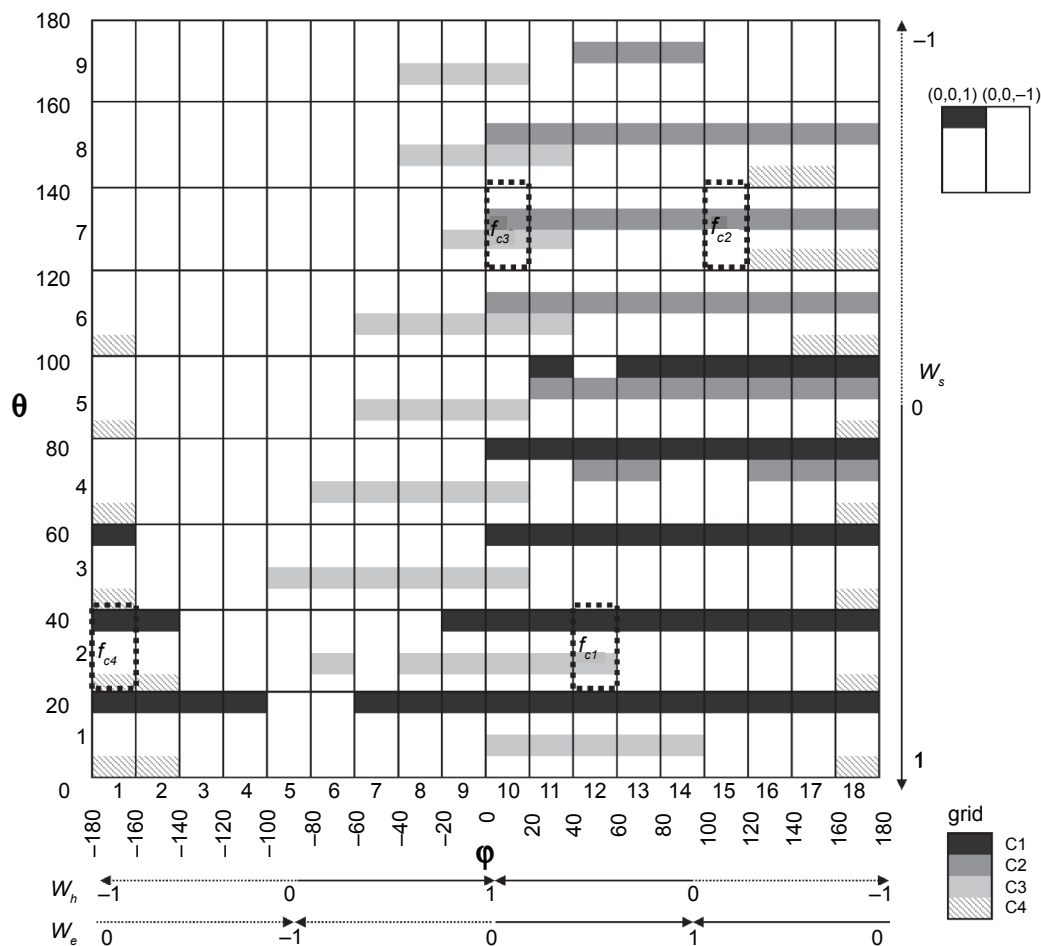 180
–1
9
(0,0,1) (0,0,–1)
160
8
140
7
f_c3
f_c2
120
6
100
W_s
θ
5
0
80
4
60
3
40
2
f_c4
f_c1
20
1
1
0
1 2 3 4 5 6 7 8 9 10 11 12 13 14 15 16 17 18
grid
C1
C2
C3
C4
–180 –160 –140 –120 –100 –80 –60 –40 –20 0 20 40 60 80 100 120 140 160 180
φ
W_h –1 0 1 0 –1
W_e 0 –1 0 1 0